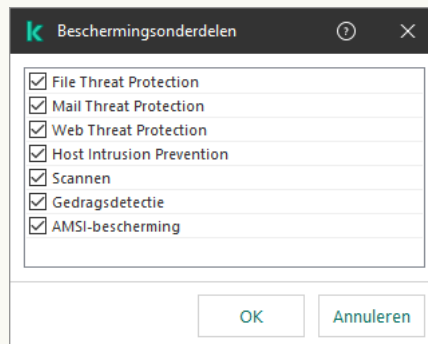 Beschermingsonderdelen
File Threat Protection
Mail Threat Protection
Web Threat Protection
Host Intrusion Prevention
Scannen
Gedragsdetectie
AMSI-bescherming
OK Annuleren